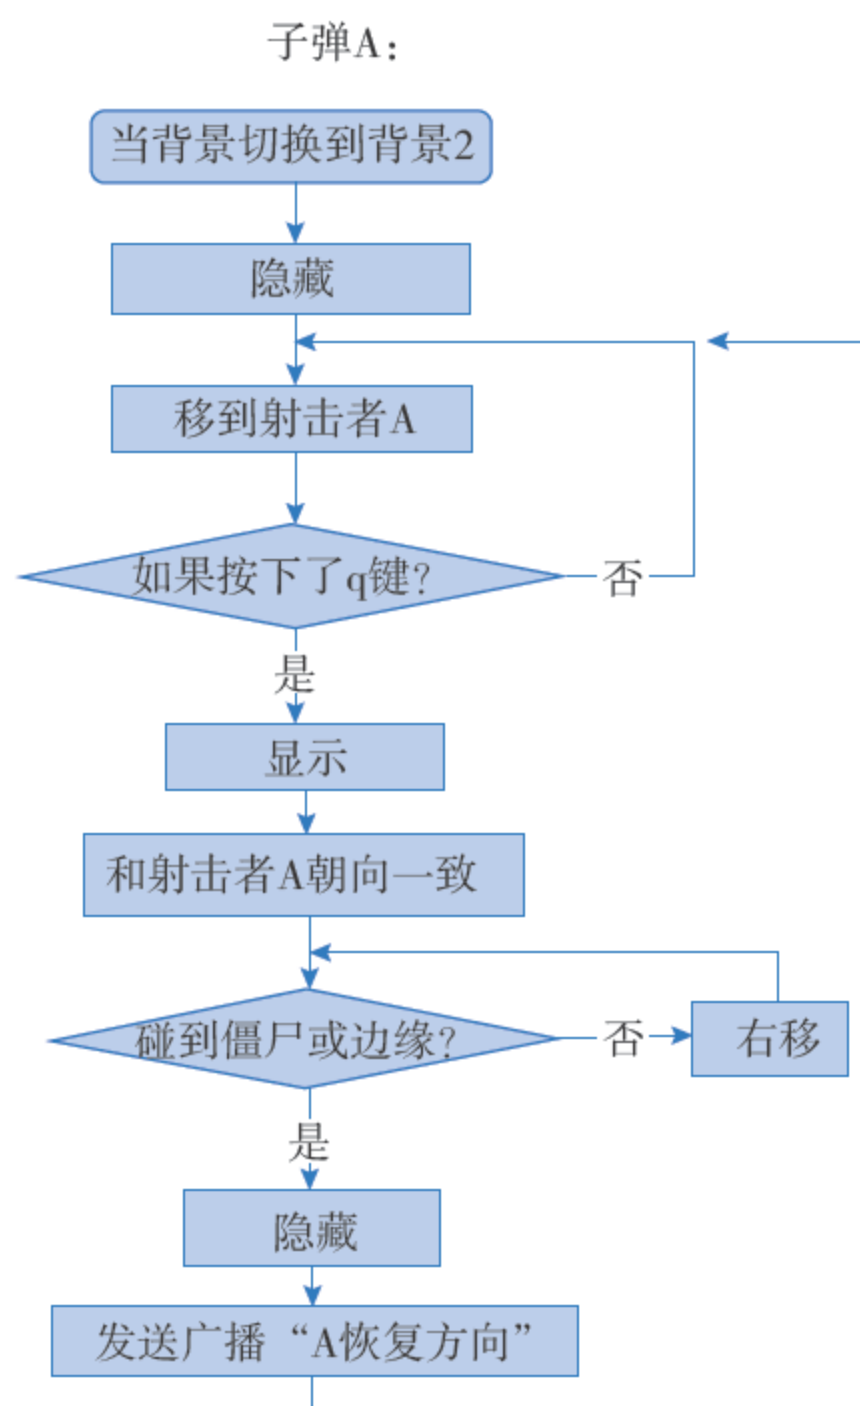 子弹A:
当背景切换到背景2
隐藏
移到射击者A
如果按下了q键?
否
是
显示
和射击者A朝向一致
碰到僵尸或边缘?
否
右移
是
隐藏
发送广播“A恢复方向”